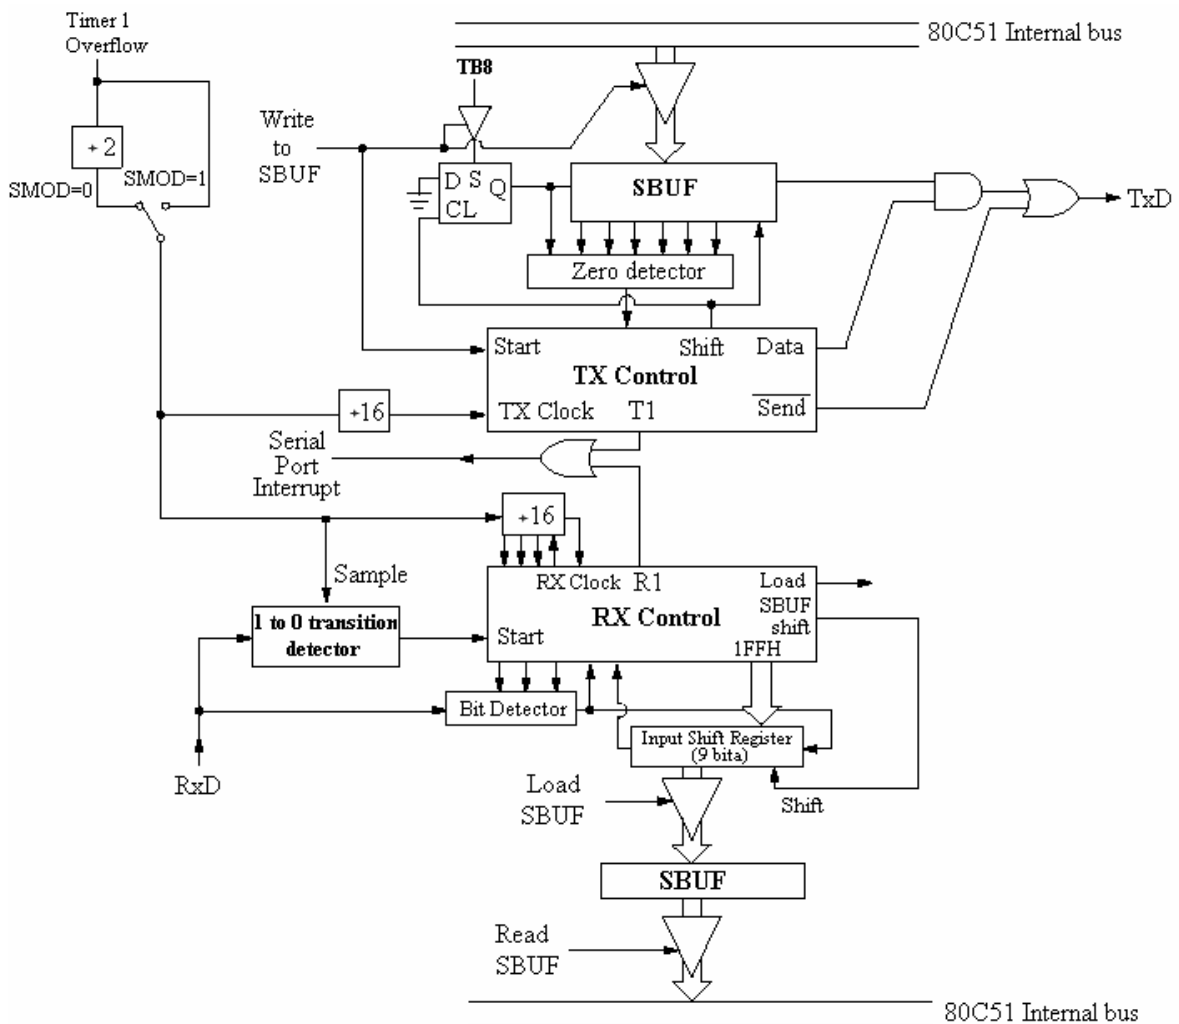 Timer 1
Overflow
80C51 Internal bus
TB8
Write
to
SBUF
+2
SMOD=0
SMOD=1
D S Q
CL
SBUF
TxD
Zero detector
Start
Shift
Data
TX Control
+16
TX Clock
T1
Send
Serial
Port
Interrupt
+16
Sample
RX Clock
R1
Load
SBUF
shift
RX Control
1 to 0 transition
detector
Start
1FFH
Bit Detector
Input Shift Register
(9 bita)
RxD
Load
SBUF
Shift
SBUF
Read
SBUF
80C51 Internal bus